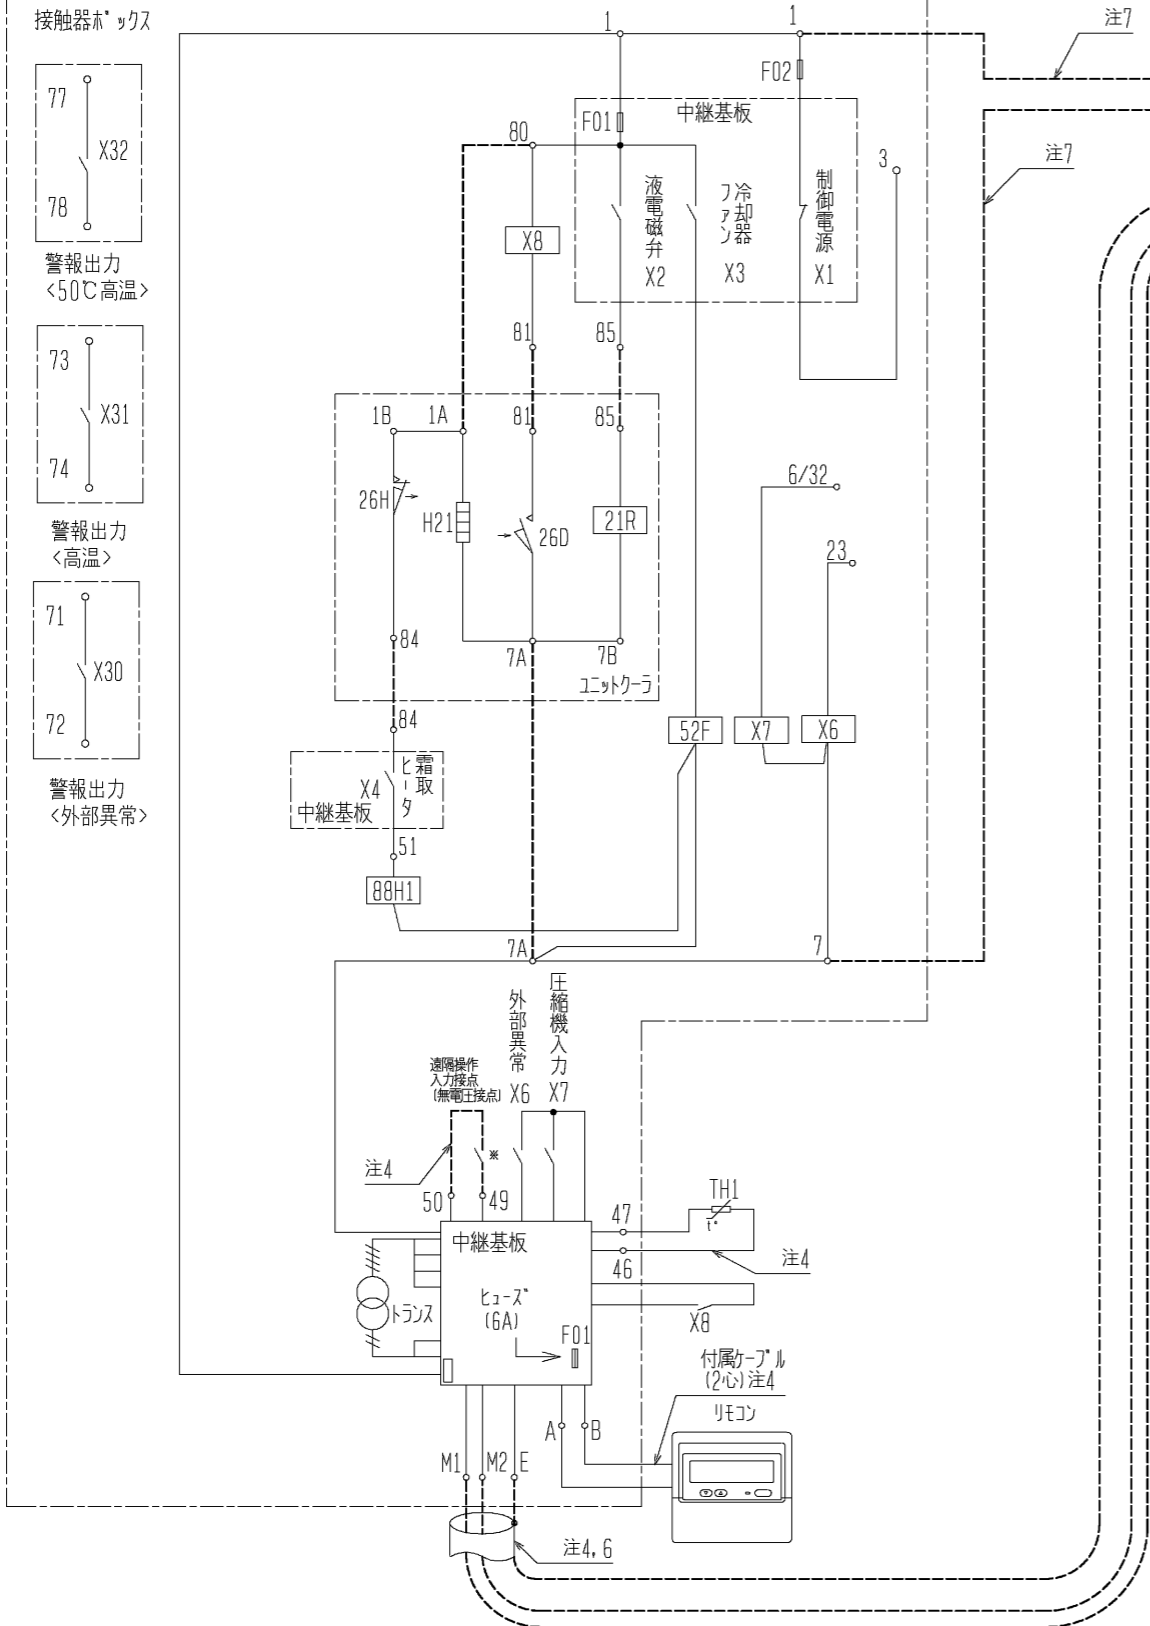 接触器ボックス
1
1
注7
F02
77
X32
78
警報出力
<50℃高温>
中継基板
F01
80
3
注7
液電磁弁
X2
冷却器
ファン
X3
制御電源
X1
X8
81
85
73
X31
74
警報出力
<高温>
1B
1A
81
85
26H
H21
26D
21R
6/32
23
71
X30
72
警報出力
<外部異常>
84
7A
7B
ユニットクーラ
84
52F
X7
X6
X4
霜取
ヒータ
中継基板
51
88H1
7A
7
外部異常
X6
圧縮機入力
X7
遠隔操作
入力接点
(無電圧接点)
※
注4
50
49
47
TH1
t°
46
注4
中継基板
トランス
ヒューズ
(6A)
F01
X8
付属ケーブル
(2心)注4
リモコン
A
B
M1
M2
E
注4,6